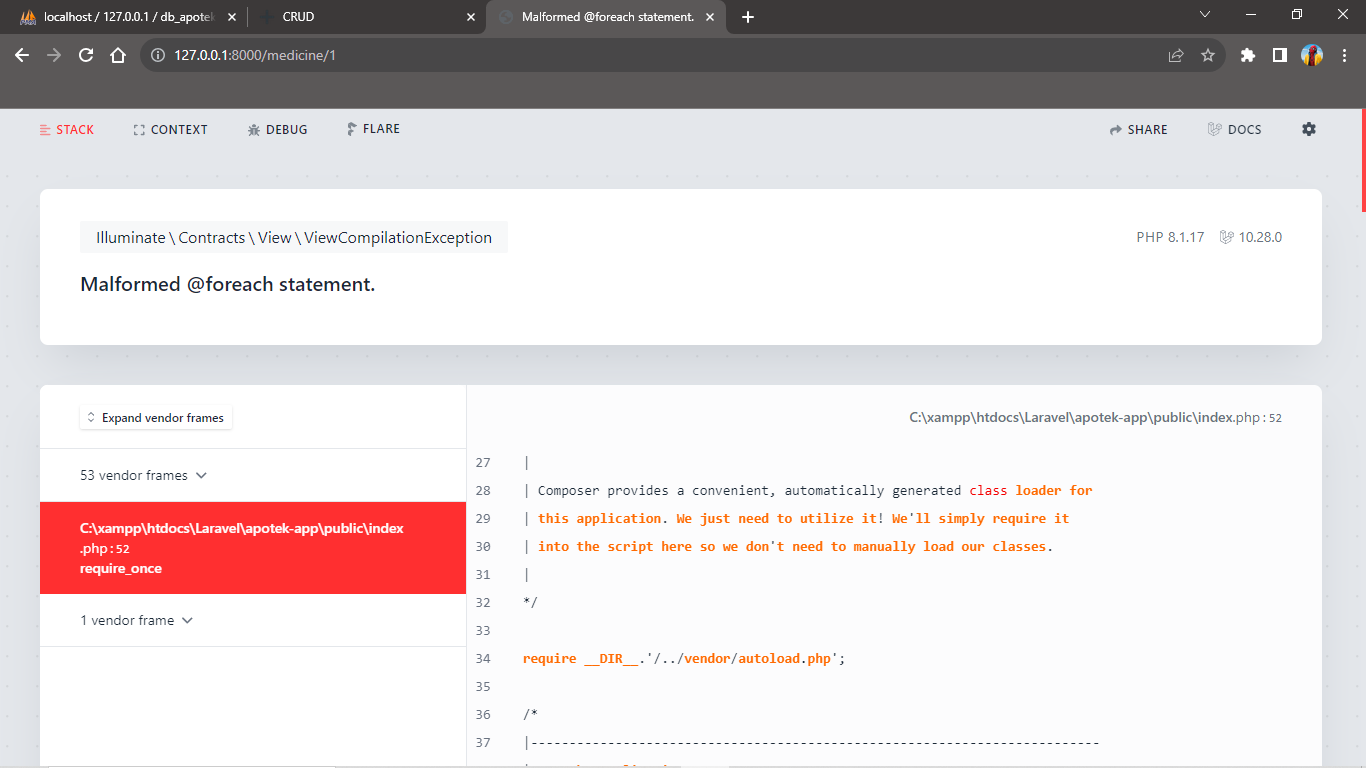 localhost / 127.0.0.1 / db_apotek
CRUD
Malformed @foreach statement.
127.0.0.1:8000/medicine/1
STACK
CONTEXT
DEBUG
FLARE
SHARE
DOCS
Illuminate \ Contracts \ View \ ViewCompilationException
PHP 8.1.17
10.28.0
Malformed @foreach statement.
Expand vendor frames
C:\xampp\htdocs\Laravel\apotek-app\public\index.php : 52
53 vendor frames
C:\xampp\htdocs\Laravel\apotek-app\public\index
.php : 52
require_once
1 vendor frame
27 |
28 | Composer provides a convenient, automatically generated class loader for
29 | this application. We just need to utilize it! We'll simply require it
30 | into the script here so we don't need to manually load our classes.
31 |
32 */
33
34 require __DIR__.'/../vendor/autoload.php';
35
36 /*
37 |--------------------------------------------------------------------------